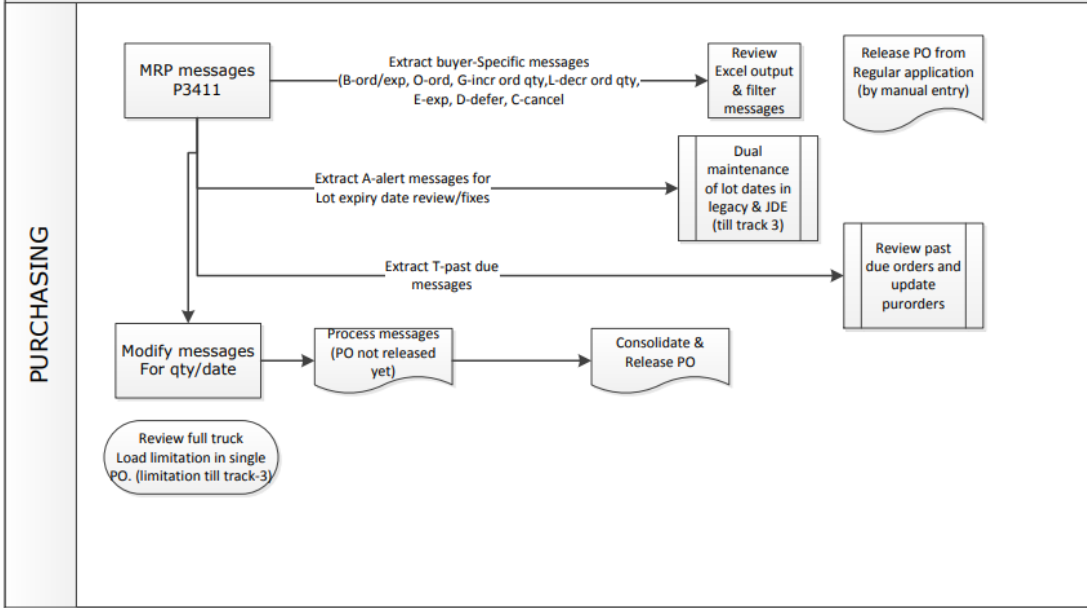 PURCHASING
MRP messages
P3411
Extract buyer-Specific messages
(B-ord/exp, O-ord, G-incr ord qty,L-decr ord qty,
E-exp, D-defer, C-cancel
Review
Excel output
& filter
messages
Release PO from
Regular application
(by manual entry)
Extract A-alert messages for
Lot expiry date review/fixes
Dual
maintenance
of lot dates in
legacy & JDE
(till track 3)
Extract T-past due
messages
Review past
due orders and
update
purorders
Modify messages
For qty/date
Process messages
(PO not released
yet)
Consolidate &
Release PO
Review full truck
Load limitation in single
PO. (limitation till track-3)